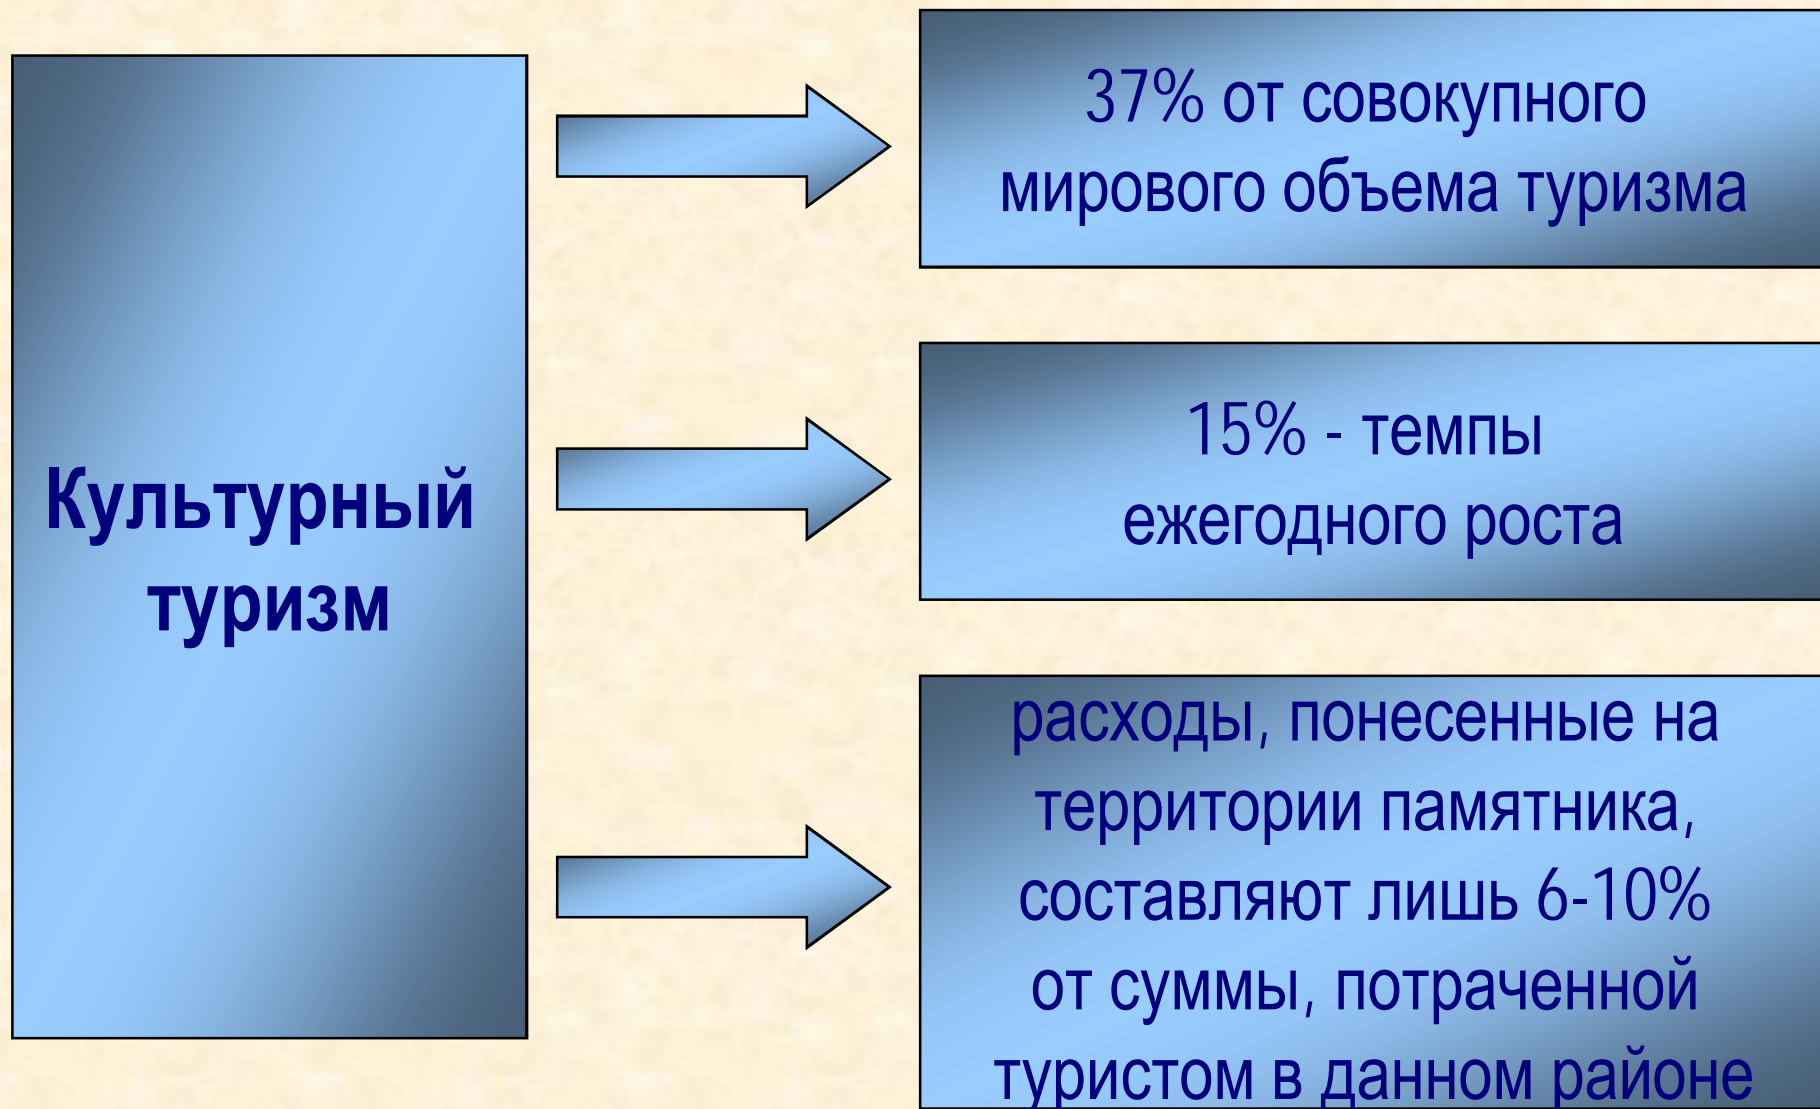 Культурный
туризм
37% от совокупного
мирового объема туризма
15% - темпы
ежегодного роста
расходы, понесенные на
территории памятника,
составляют лишь 6-10%
от суммы, потраченной
туристом в данном районе